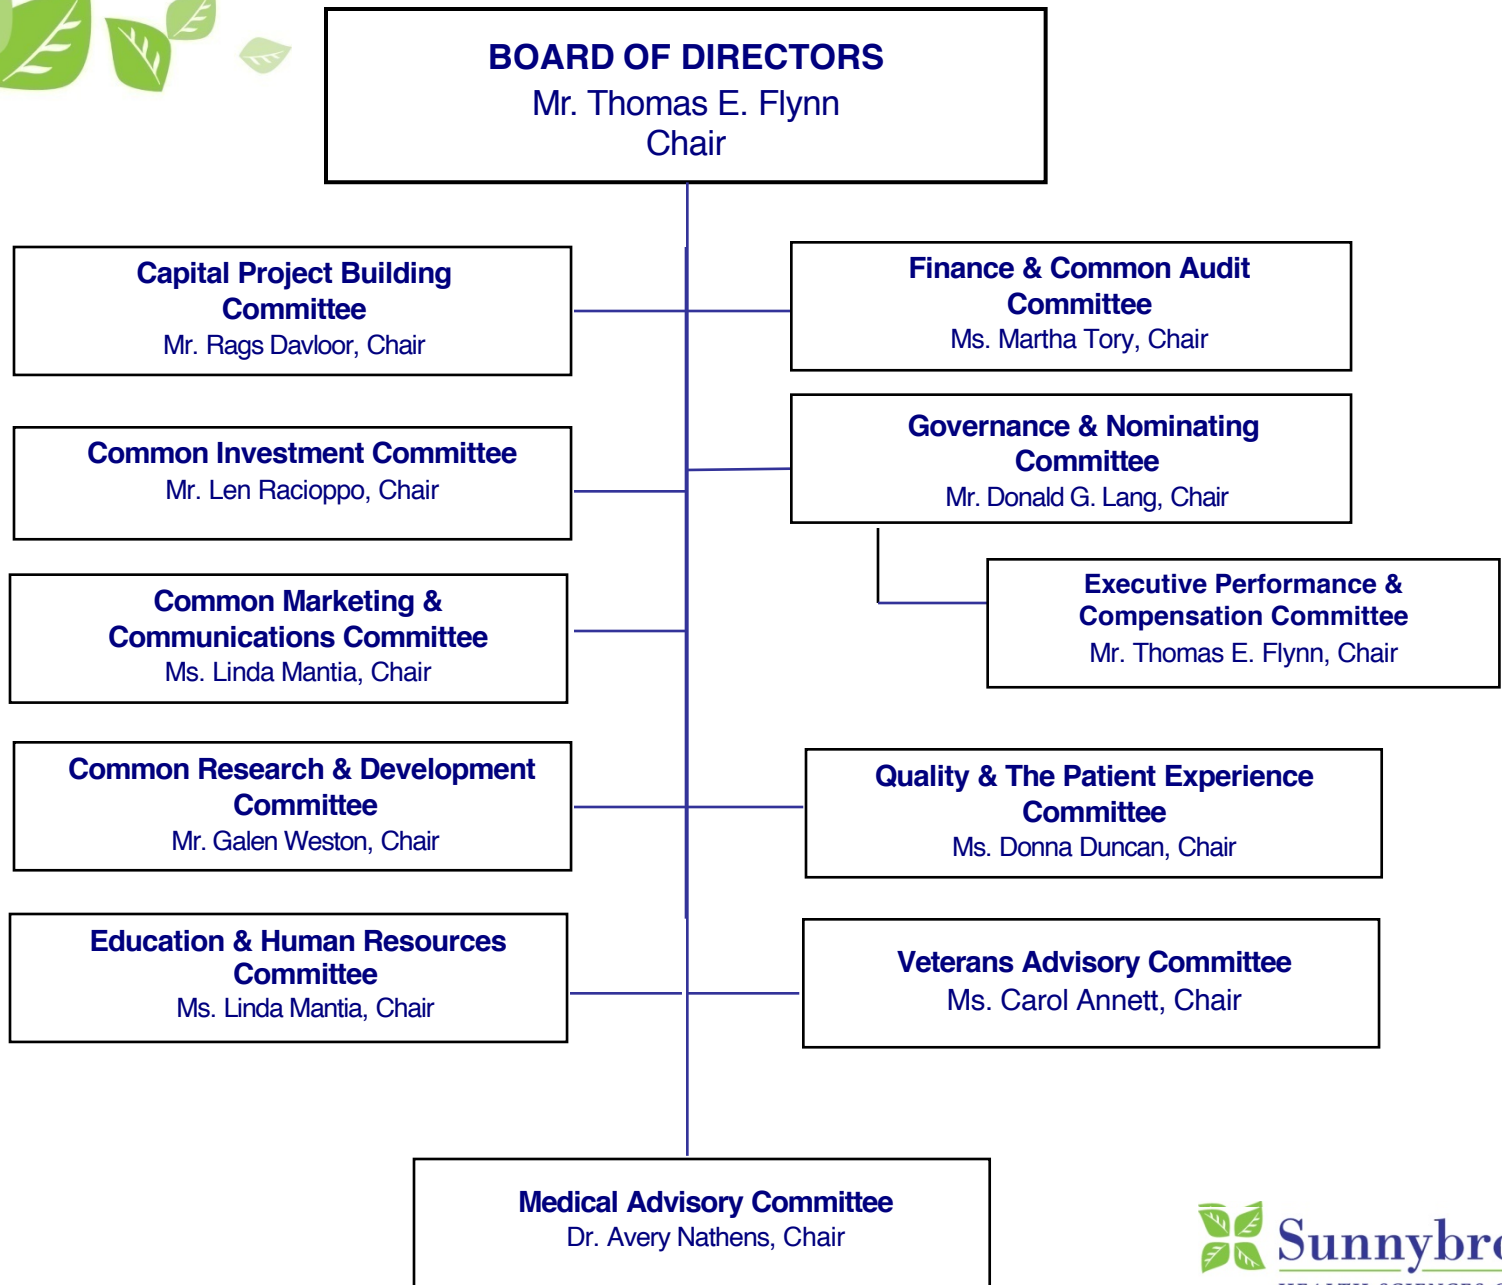 BOARD OF DIRECTORS
Mr. Thomas E. Flynn
Chair
Capital Project Building
Committee
Mr. Rags Davloor, Chair
Finance & Common Audit
Committee
Ms. Martha Tory, Chair
Common Investment Committee
Mr. Len Racioppo, Chair
Governance & Nominating
Committee
Mr. Donald G. Lang, Chair
Executive Performance &
Compensation Committee
Mr. Thomas E. Flynn, Chair
Common Marketing &
Communications Committee
Ms. Linda Mantia, Chair
Common Research & Development
Committee
Mr. Galen Weston, Chair
Quality & The Patient Experience
Committee
Ms. Donna Duncan, Chair
Education & Human Resources
Committee
Ms. Linda Mantia, Chair
Veterans Advisory Committee
Ms. Carol Annett, Chair
Medical Advisory Committee
Dr. Avery Nathens, Chair